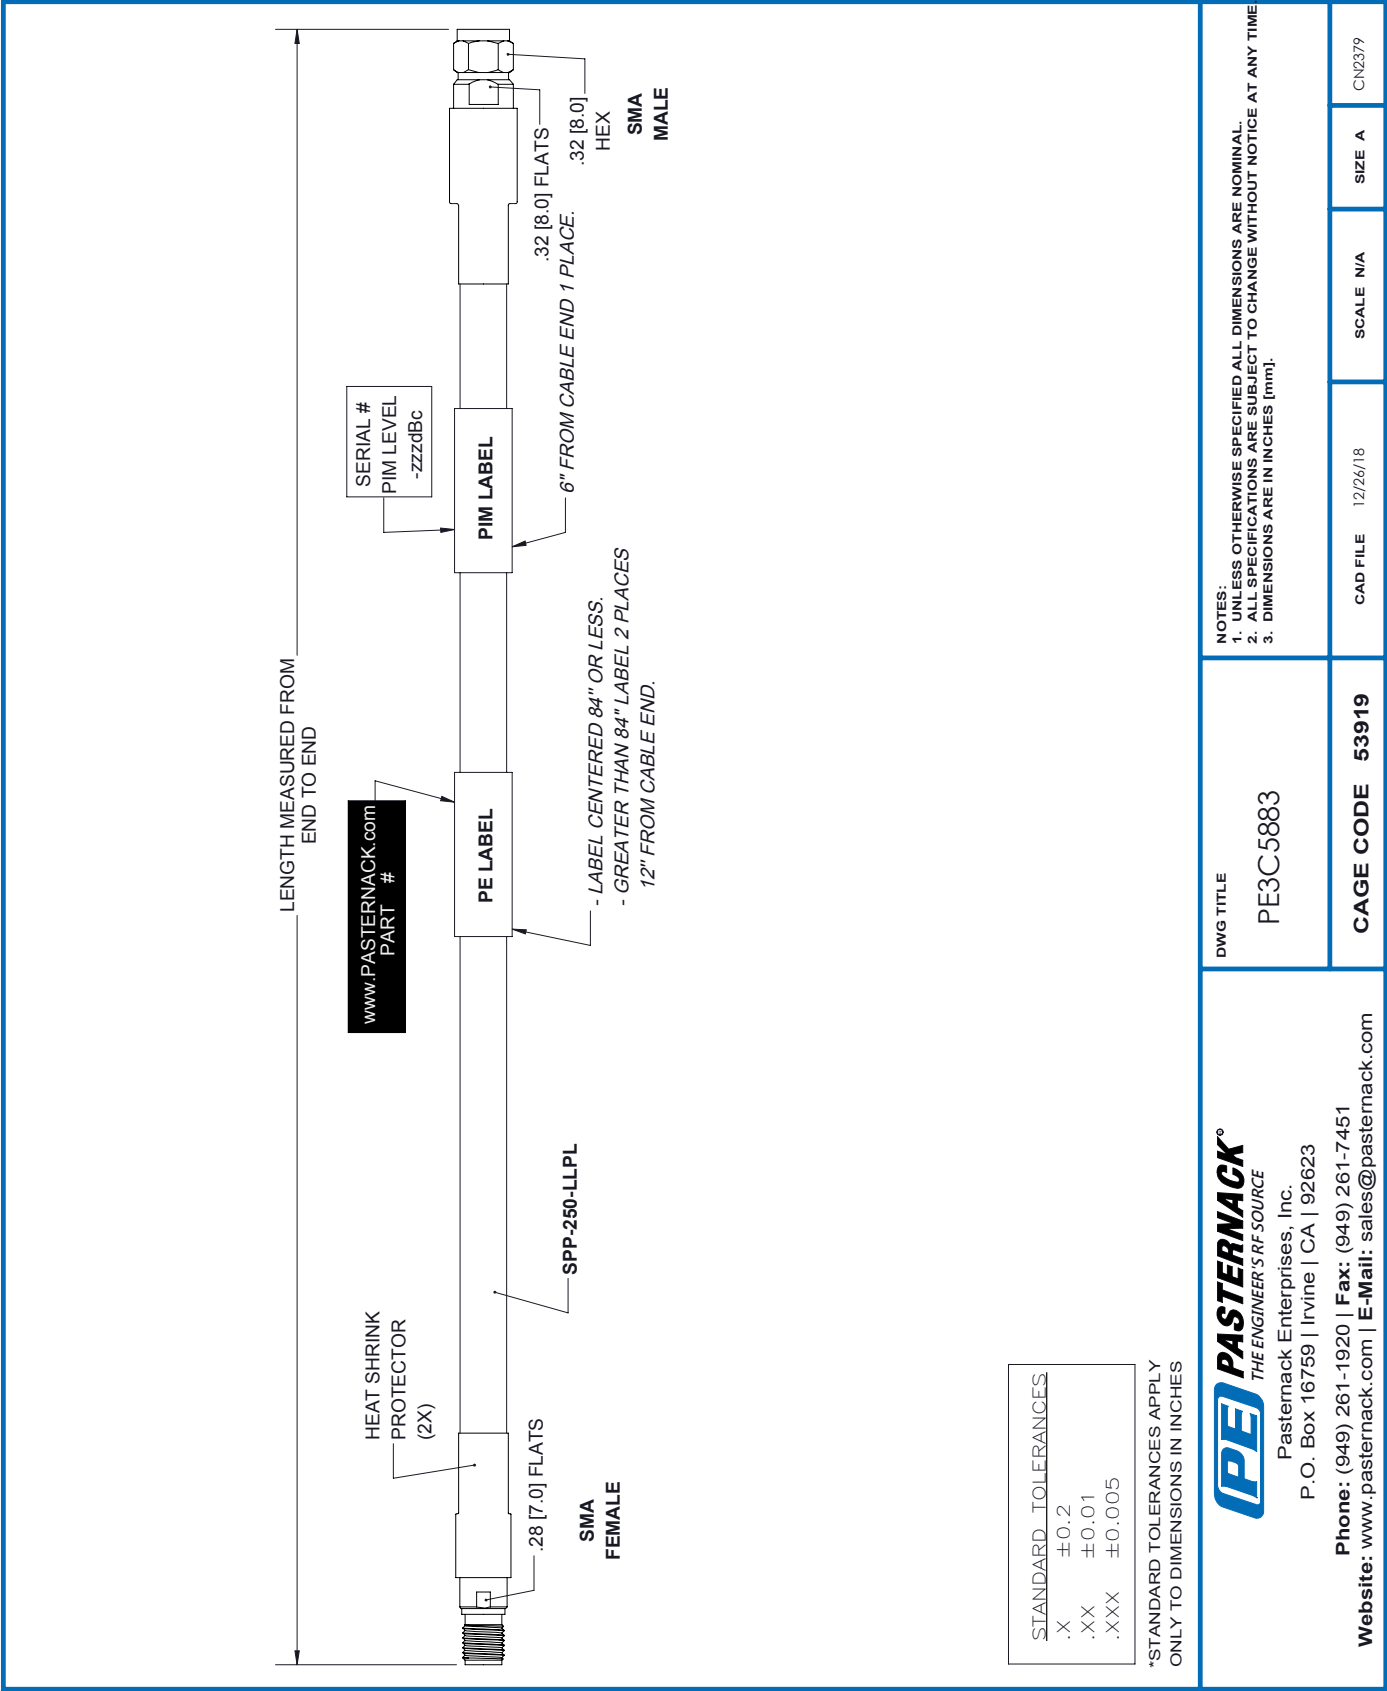 LENGTH MEASURED FROM
END TO END
HEAT SHRINK
PROTECTOR
(2X)
www.PASTERNACK.com
PART #
SERIAL #
PIM LEVEL
-zzzdBc
PE LABEL
PIM LABEL
.28 [7.0] FLATS
SMA
FEMALE
SPP-250-LLPL
- LABEL CENTERED 84" OR LESS.
- GREATER THAN 84" LABEL 2 PLACES
12" FROM CABLE END.
6" FROM CABLE END 1 PLACE.
.32 [8.0] FLATS
.32 [8.0]
HEX
SMA
MALE
STANDARD TOLERANCES
.X ±0.2
.XX ±0.01
.XXX ±0.005
*STANDARD TOLERANCES APPLY
ONLY TO DIMENSIONS IN INCHES
PE PASTERNACK®
THE ENGINEER'S RF SOURCE
Pasternack Enterprises, Inc.
P.O. Box 16759 | Irvine | CA | 92623
Phone: (949) 261-1920 | Fax: (949) 261-7451
Website: www.pasternack.com | E-Mail: sales@pasternack.com
DWG TITLE
PE3C5883
CAGE CODE 53919
NOTES:
1. UNLESS OTHERWISE SPECIFIED ALL DIMENSIONS ARE NOMINAL.
2. ALL SPECIFICATIONS ARE SUBJECT TO CHANGE WITHOUT NOTICE AT ANY TIME.
3. DIMENSIONS ARE IN INCHES [mm].
CAD FILE 12/26/18
SCALE N/A
SIZE A
CN2379